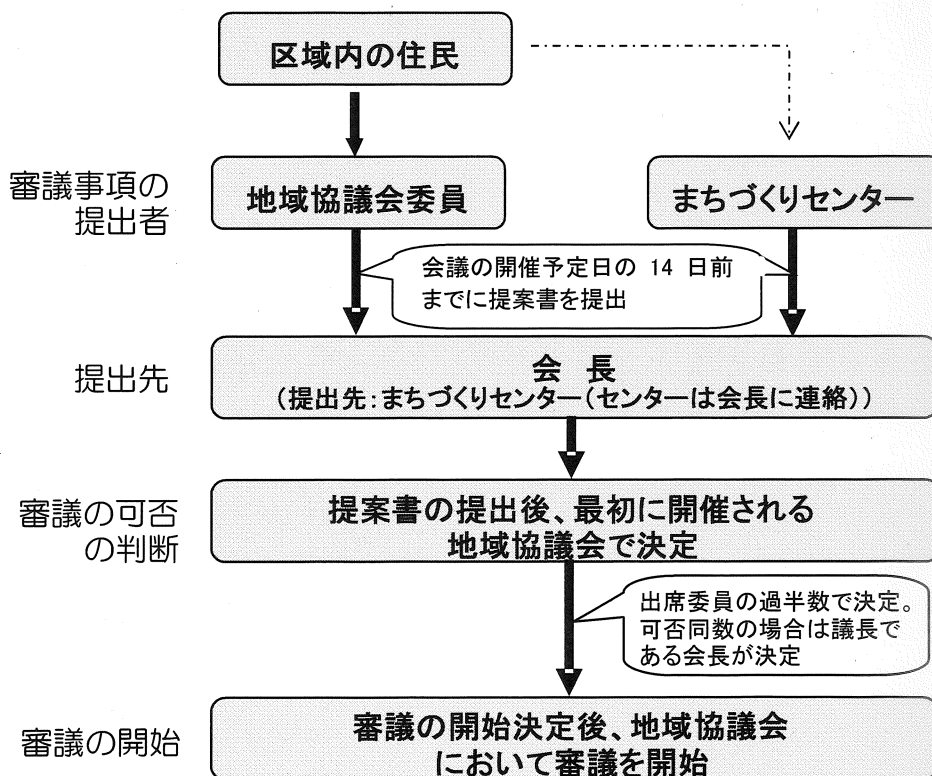 区域内の住民
審議事項の
提出者
地域協議会委員
まちづくりセンター
会議の開催予定日の 14 日前
までに提案書を提出
提出先
会 長
(提出先:まちづくりセンター(センターは会長に連絡))
審議の可否
の判断
提案書の提出後、最初に開催される
地域協議会で決定
出席委員の過半数で決定。
可否同数の場合は議長で
ある会長が決定
審議の開始
審議の開始決定後、地域協議会
において審議を開始